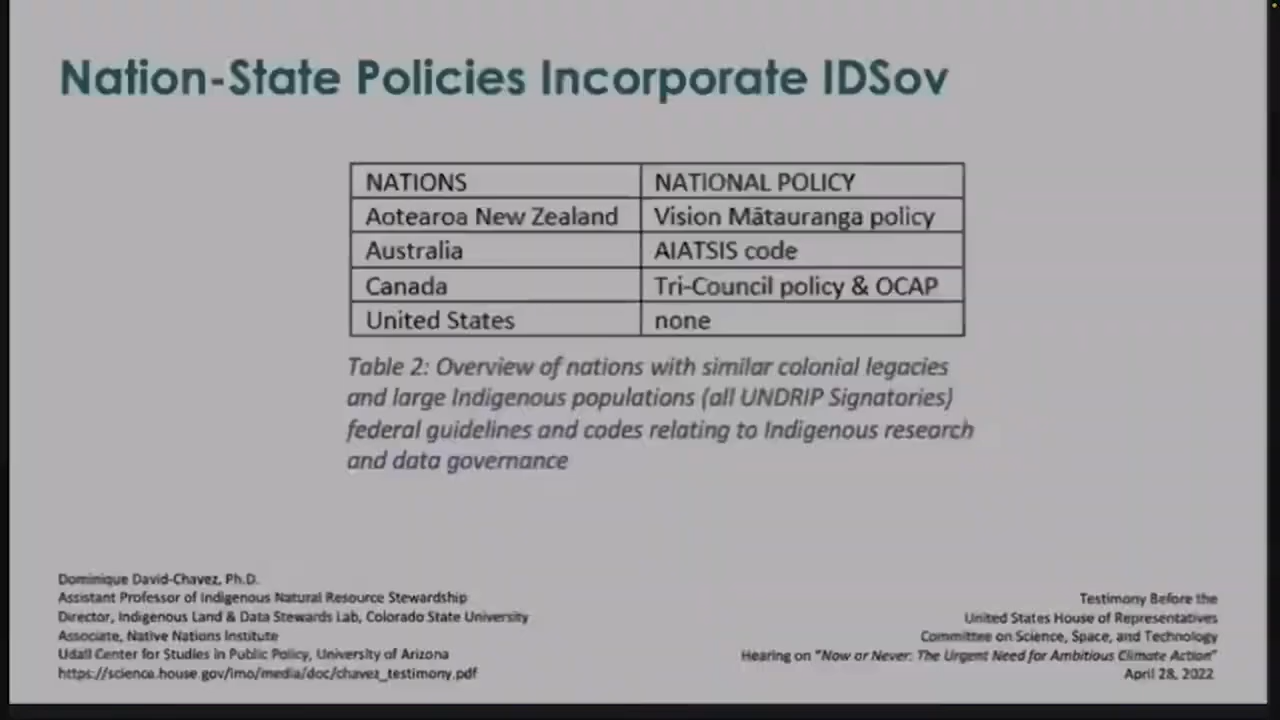 Nation-State Policies Incorporate IDSov
NATIONS NATIONAL POLICY
Aotearoa New Zealand Vision Mātauranga policy
Australia AIATSIS code
Canada Tri-Council policy & OCAP
United States none
Table 2: Overview of nations with similar colonial legacies
and large Indigenous populations (all UNDRIP Signatories)
federal guidelines and codes relating to Indigenous research
and data governance
Dominique David-Chavez, Ph.D.
Assistant Professor of Indigenous Natural Resource Stewardship
Director, Indigenous Land & Data Stewards Lab, Colorado State University
Associate, Native Nations Institute
Udall Center for Studies in Public Policy, University of Arizona
https://science.house.gov/imo/media/doc/chavez_testimony.pdf
Testimony Before the
United States House of Representatives
Committee on Science, Space, and Technology
Hearing on "Now or Never: The Urgent Need for Ambitious Climate Action"
April 28, 2022